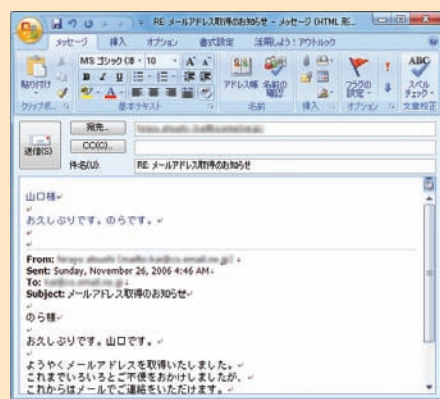 RE: メールアドレス取得のお知らせ - メッセージ (HTML 形...
メッセージ 挿入 オプション 書式設定 活用しよう!アウトルック
貼り付け
クリップボ...
MS ゴシック (本 10 A A
B I U
ab A
基本テキスト
アドレス帳 名前の確認
名前
挿入
フラグの設定
オプション
ABC
スペルチェック
文章校正
送信(S)
宛先...
CC(C)...
件名(U): RE: メールアドレス取得のお知らせ
山口様
お久しぶりです。のらです。
From:
Sent: Sunday, November 26, 2006 4:46 AM
To:
Subject: メールアドレス取得のお知らせ
のら様
お久しぶりです。山口です。
ようやくメールアドレスを取得いたしました。
これまでいろいろとご不便をおかけしましたが、
これからはメールでご連絡をいただけます。